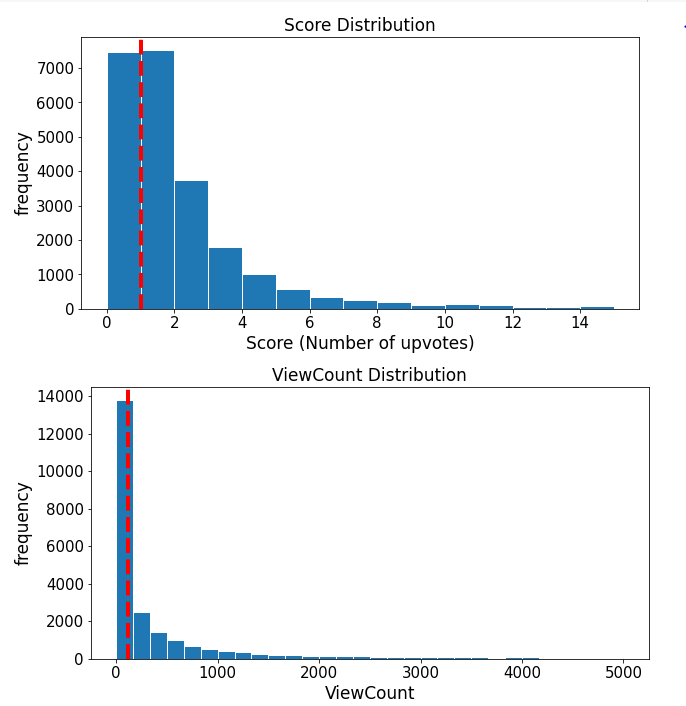 Score Distribution
7000
6000
5000
4000
3000
2000
1000
0
frequency
0 2 4 6 8 10 12 14
Score (Number of upvotes)
ViewCount Distribution
14000
12000
10000
8000
6000
4000
2000
0
frequency
0 1000 2000 3000 4000 5000
ViewCount